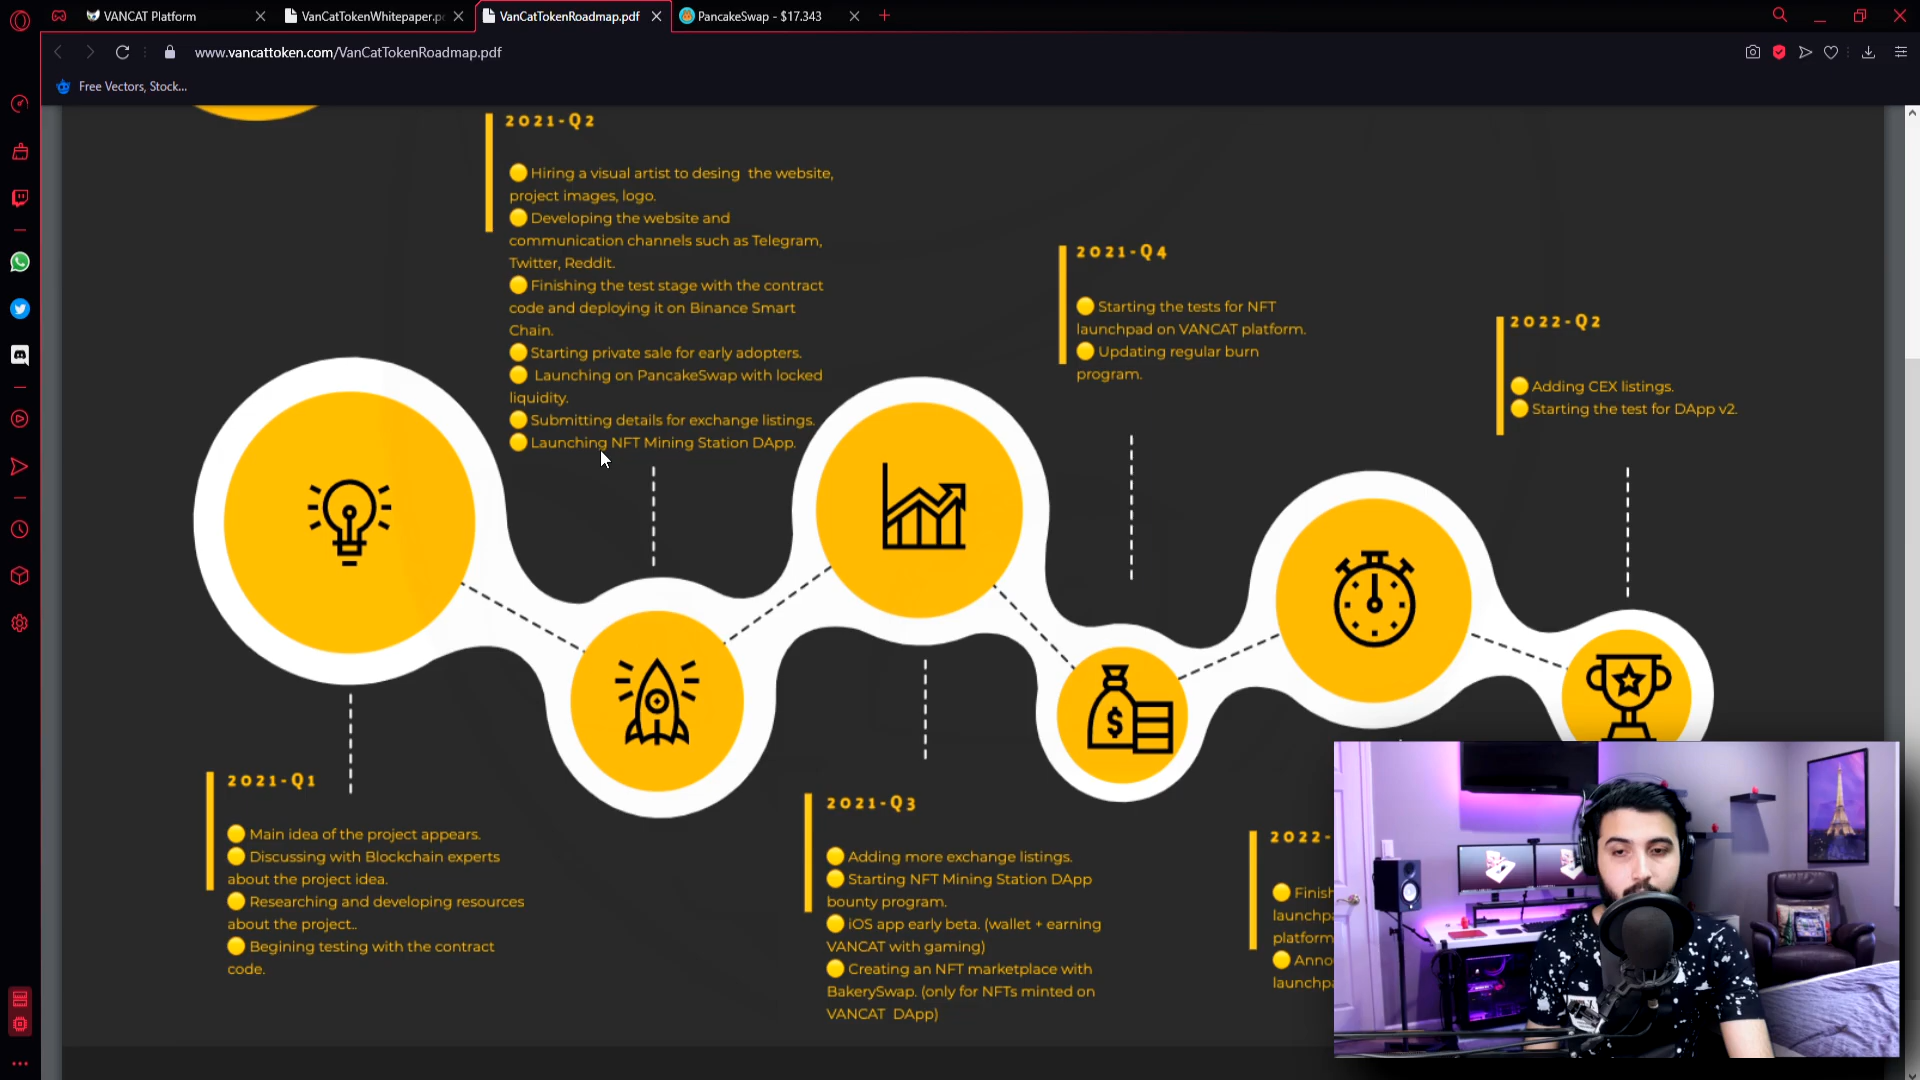 VANCAT Platform
VanCatTokenWhitepaper.p
VanCatTokenRoadmap.pdf
PancakeSwap - $17.343
www.vancattoken.com/VanCatTokenRoadmap.pdf
Free Vectors, Stock...
2021-Q2
Hiring a visual artist to desing the website,
project images, logo.
Developing the website and
communication channels such as Telegram,
Twitter, Reddit.
Finishing the test stage with the contract
code and deploying it on Binance Smart
Chain.
Starting private sale for early adopters.
Launching on PancakeSwap with locked
liquidity.
Submitting details for exchange listings.
Launching NFT Mining Station DApp.
2021-Q4
Starting the tests for NFT
launchpad on VANCAT platform.
Updating regular burn
program.
2022-Q2
Adding CEX listings.
Starting the test for DApp v2.
2021-Q1
Main idea of the project appears.
Discussing with Blockchain experts
about the project idea.
Researching and developing resources
about the project..
Begining testing with the contract
code.
2021-Q3
Adding more exchange listings.
Starting NFT Mining Station DApp
bounty program.
iOS app early beta. (wallet + earning
VANCAT with gaming)
Creating an NFT marketplace with
BakerySwap. (only for NFTs minted on
VANCAT DApp)
2022-
Finish
launchpa
platform
Anno
launchpa